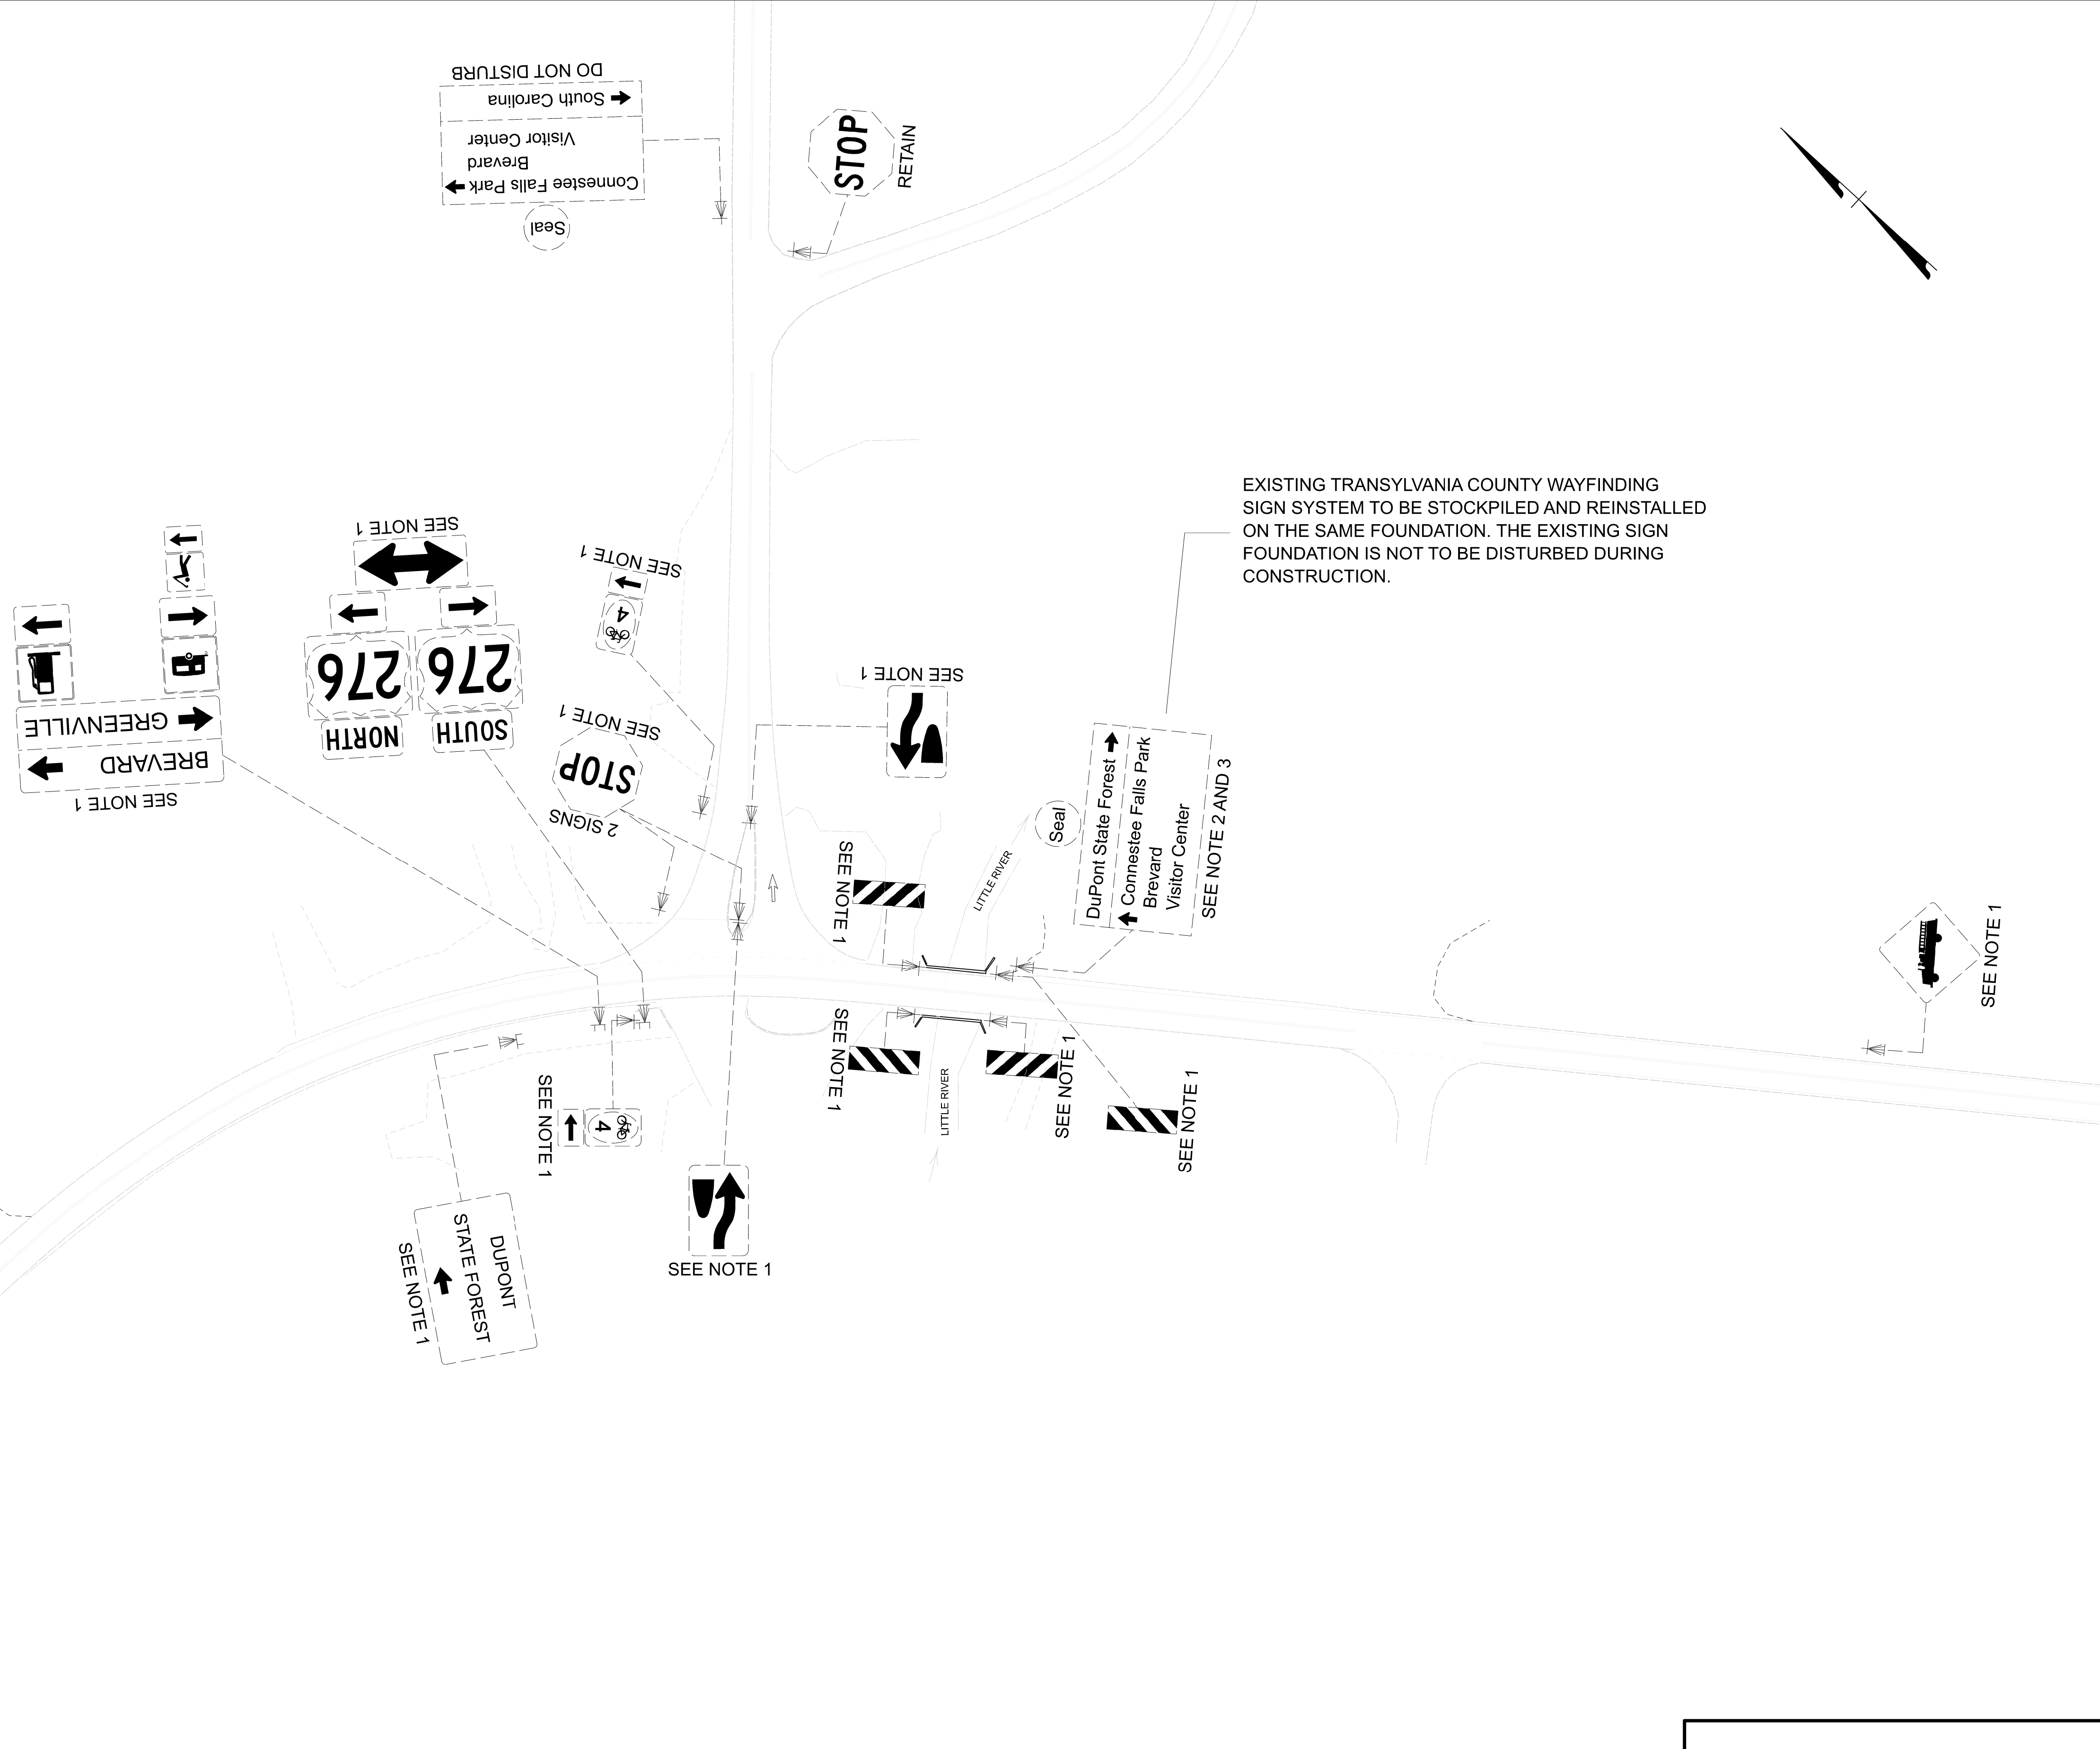 DO NOT DISTURB
South Carolina
Visitor Center
Brevard
Connestee Falls Park
Seal
STOP
RETAIN
EXISTING TRANSYLVANIA COUNTY WAYFINDING
SIGN SYSTEM TO BE STOCKPILED AND REINSTALLED
ON THE SAME FOUNDATION. THE EXISTING SIGN
FOUNDATION IS NOT TO BE DISTURBED DURING
CONSTRUCTION.
SEE NOTE 1
276
276
NORTH
SOUTH
GREENVILLE
BREVARD
SEE NOTE 1
SEE NOTE 1
4
SEE NOTE 1
STOP
2 SIGNS
SEE NOTE 1
Seal
DuPont State Forest
Connestee Falls Park
Brevard
Visitor Center
SEE NOTE 2 AND 3
SEE NOTE 1
LITTLE RIVER
SEE NOTE 1
SEE NOTE 1
LITTLE RIVER
SEE NOTE 1
SEE NOTE 1
SEE NOTE 1
4
SEE NOTE 1
DUPONT
STATE FOREST
SEE NOTE 1